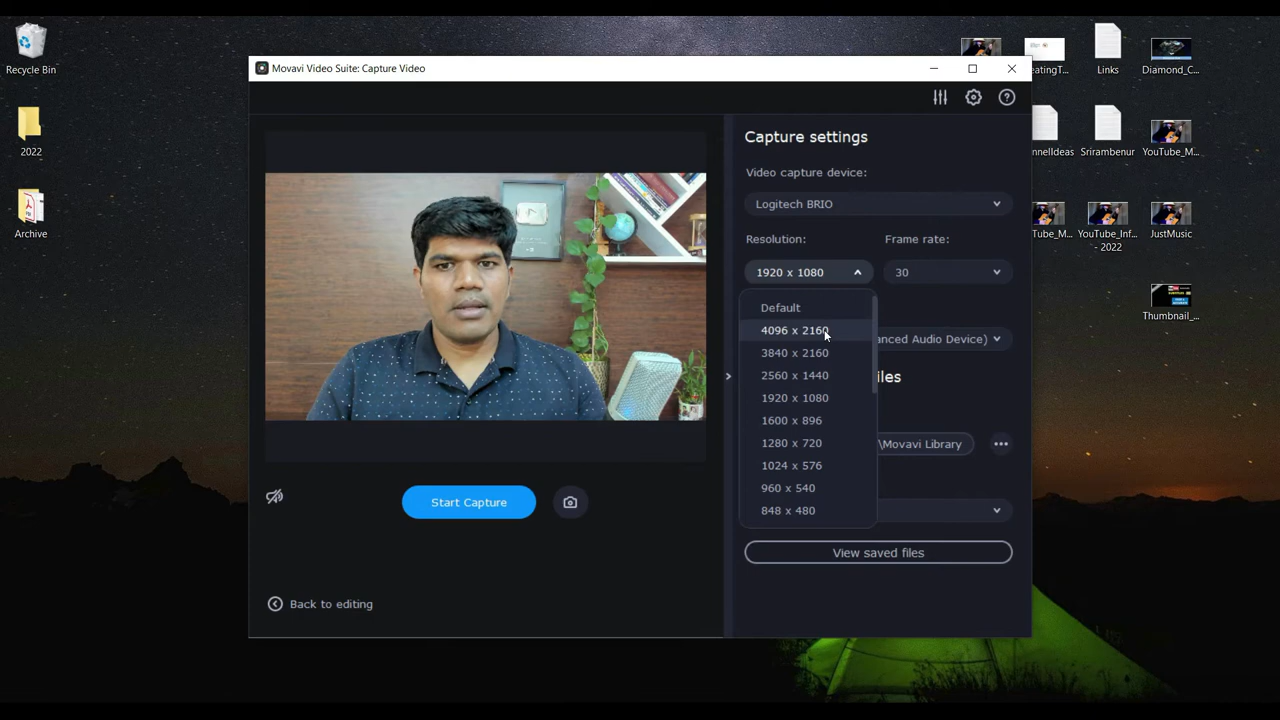 Recycle Bin
2022
Archive
Movavi Video Suite: Capture Video
eatingT...
Links
Diamond_C...
nnelIdeas
Srirambenur
YouTube_M...
Tube_M...
YouTube_Inf...
- 2022
JustMusic
Thumbnail_...
Start Capture
Back to editing
Capture settings
Video capture device:
Logitech BRIO
Resolution:
Frame rate:
1920 x 1080
30
Default
4096 x 2160
3840 x 2160
2560 x 1440
1920 x 1080
1600 x 896
1280 x 720
1024 x 576
960 x 540
848 x 480
anced Audio Device)
iles
\Movavi Library
View saved files